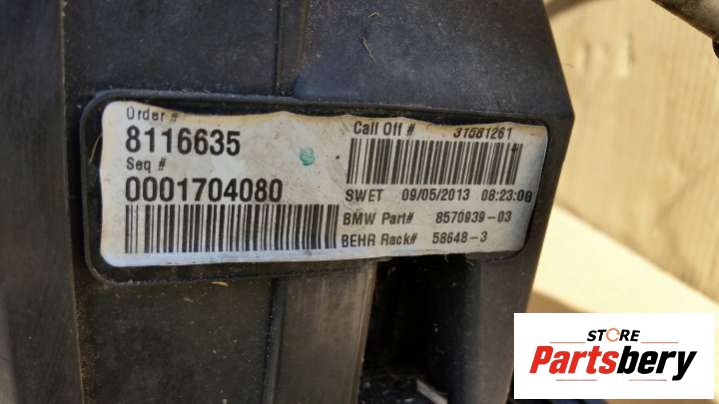 Order #
8116635
Seq #
0001704080
Call Off # 31581261
SWET 09/05/2013 08:23:00
BMW Part# 8570939-03
BEHR Rack# 58648-3
STORE
Partsbery